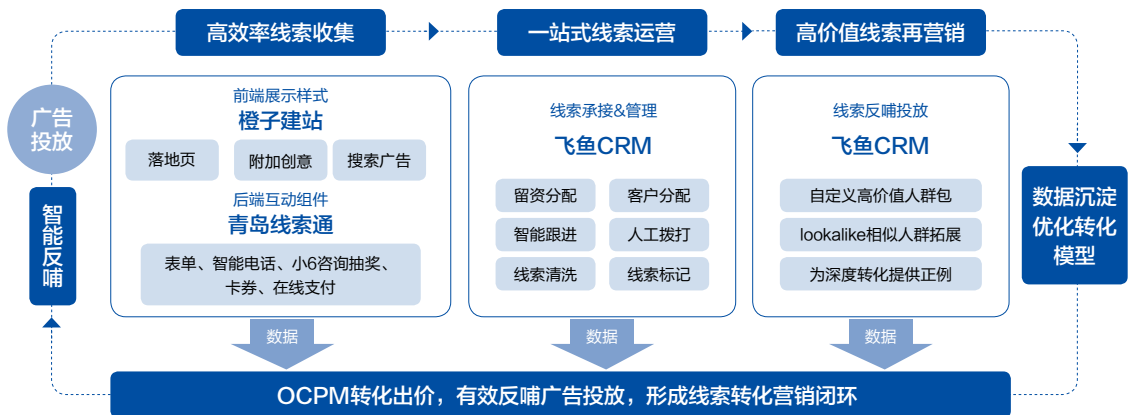 高效率线索收集
一站式线索运营
高价值线索再营销
广告
投放
智能反哺
前端展示样式
橙子建站
落地页
附加创意
搜索广告
后端互动组件
青岛线索通
表单、智能电话、小6咨询抽奖、
卡券、在线支付
线索承接&管理
飞鱼CRM
留资分配
客户分配
智能跟进
人工拨打
线索清洗
线索标记
线索反哺投放
飞鱼CRM
自定义高价值人群包
lookalike相似人群拓展
为深度转化提供正例
数据沉淀
优化转化
模型
数据
数据
数据
OCPM转化出价，有效反哺广告投放，形成线索转化营销闭环